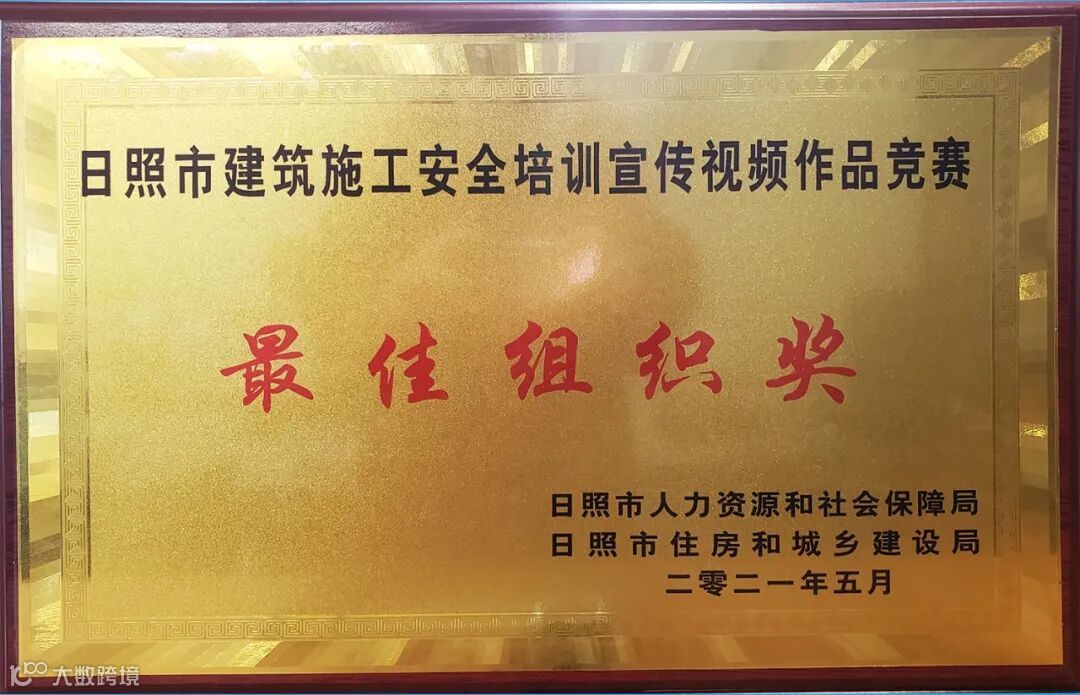 日照市建筑施工安全培训宣传视频作品竞赛
最佳组织奖
日照市人力资源和社会保障局
日照市住房和城乡建设局
二零二一年五月
大数跨境